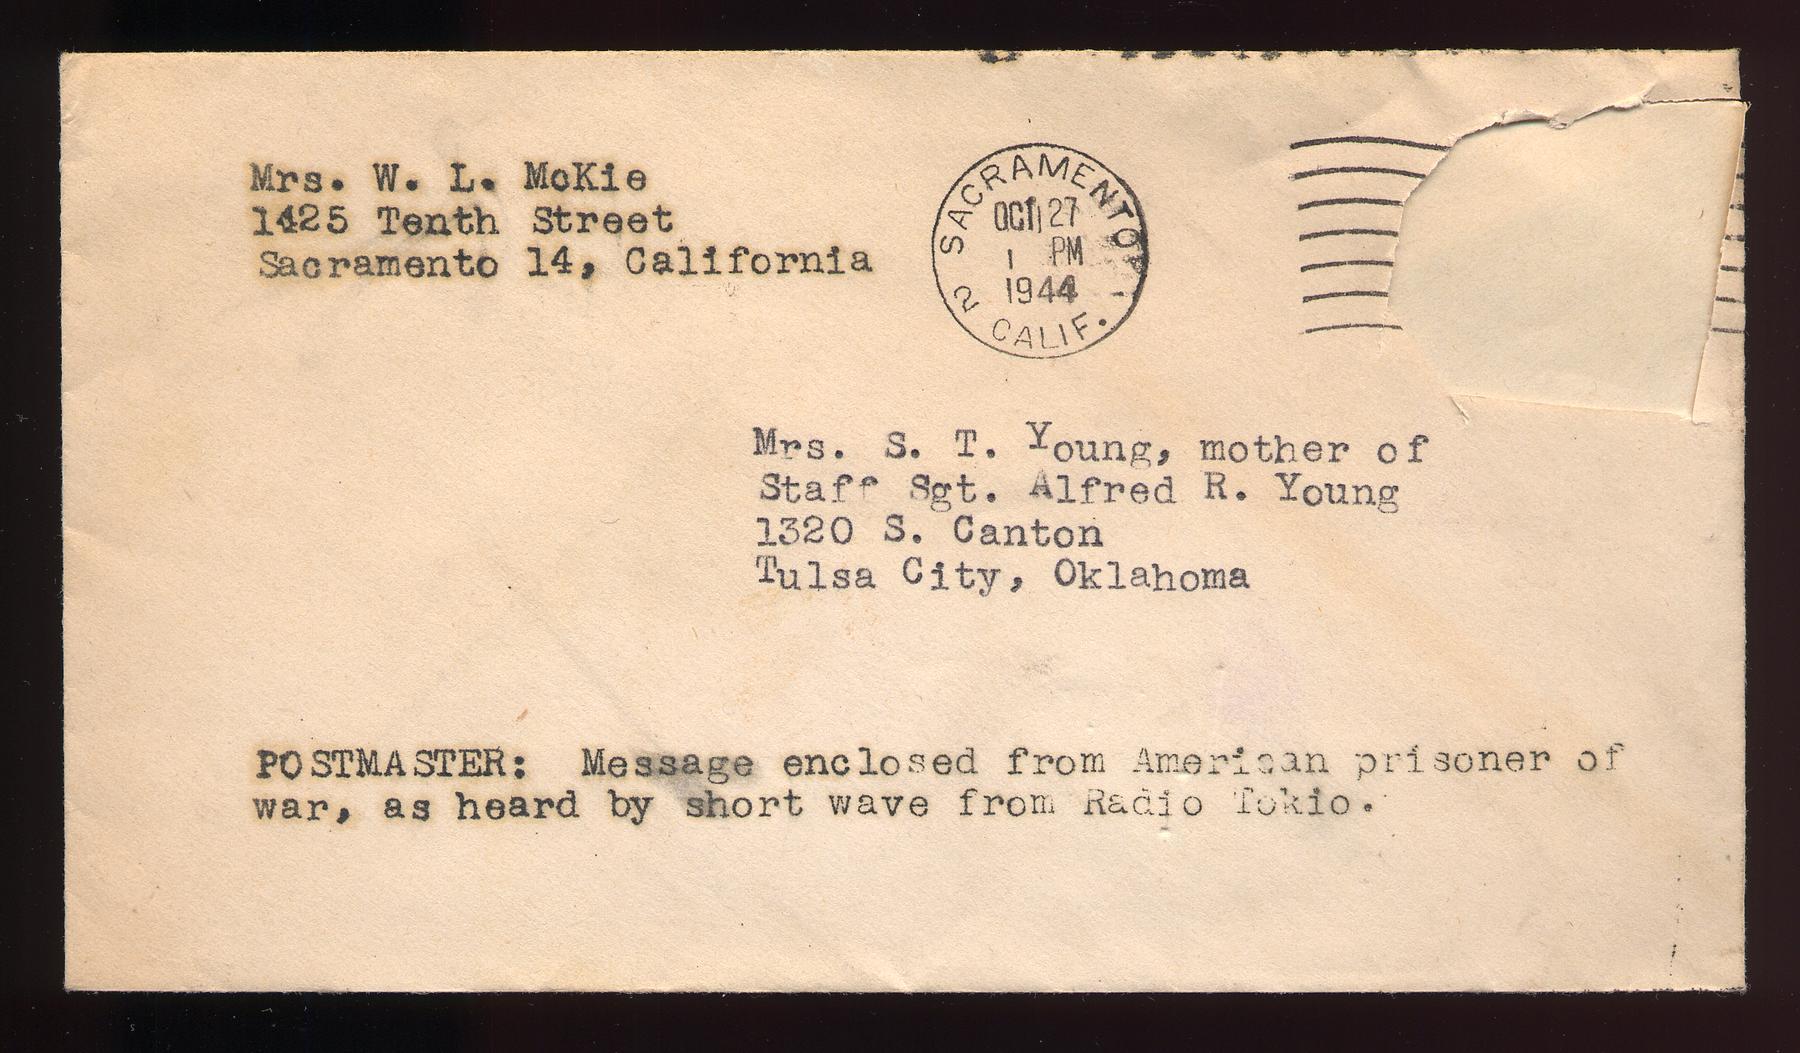 Mrs. W. L. McKie
1425 Tenth Street
Sacramento 14, California
SACRAMENTO
OCT 27
1 PM
1944
2 CALIF.
Mrs. S. T. Young, mother of
Staff Sgt. Alfred R. Young
1320 S. Canton
Tulsa City, Oklahoma
POSTMASTER: Message enclosed from American prisoner of
war, as heard by short wave from Radio Tokio.